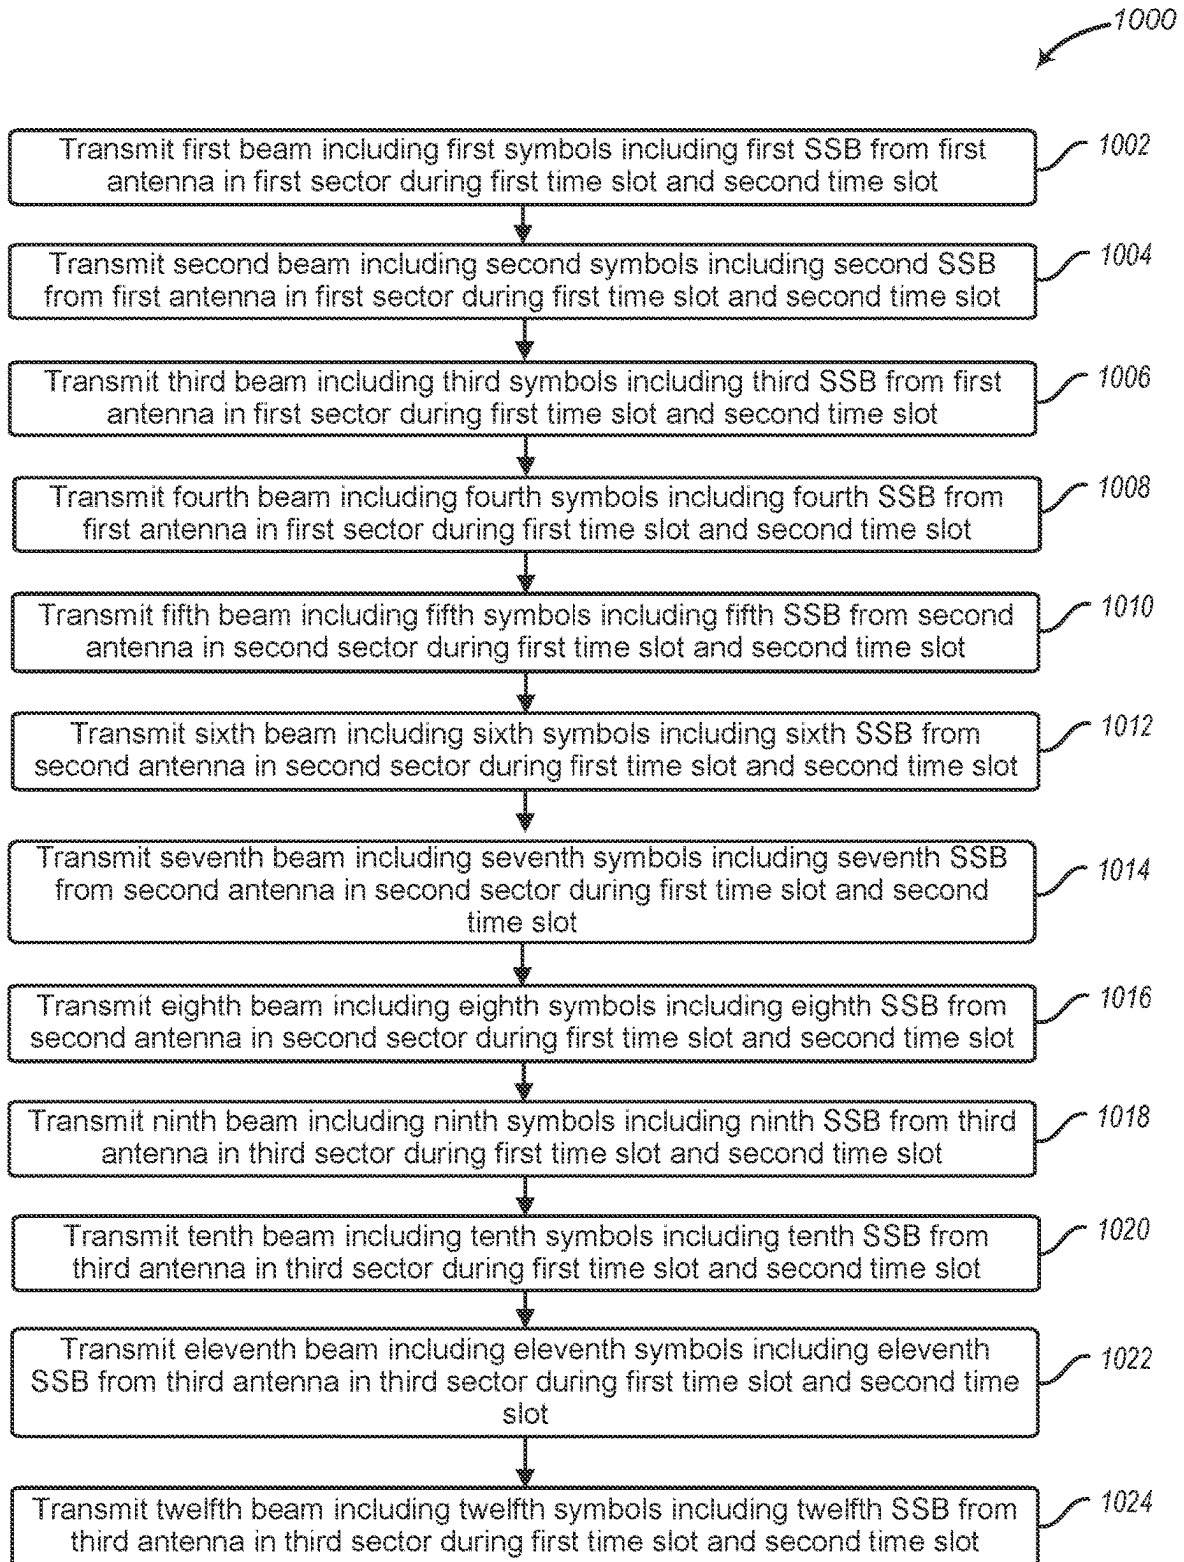 1000
Transmit first beam including first symbols including first SSB from first
antenna in first sector during first time slot and second time slot
1002
Transmit second beam including second symbols including second SSB
from first antenna in first sector during first time slot and second time slot
1004
Transmit third beam including third symbols including third SSB from first
antenna in first sector during first time slot and second time slot
1006
Transmit fourth beam including fourth symbols including fourth SSB from
first antenna in first sector during first time slot and second time slot
1008
Transmit fifth beam including fifth symbols including fifth SSB from second
antenna in second sector during first time slot and second time slot
1010
Transmit sixth beam including sixth symbols including sixth SSB from
second antenna in second sector during first time slot and second time slot
1012
Transmit seventh beam including seventh symbols including seventh SSB
from second antenna in second sector during first time slot and second
time slot
1014
Transmit eighth beam including eighth symbols including eighth SSB from
second antenna in second sector during first time slot and second time slot
1016
Transmit ninth beam including ninth symbols including ninth SSB from third
antenna in third sector during first time slot and second time slot
1018
Transmit tenth beam including tenth symbols including tenth SSB from
third antenna in third sector during first time slot and second time slot
1020
Transmit eleventh beam including eleventh symbols including eleventh
SSB from third antenna in third sector during first time slot and second time
slot
1022
Transmit twelfth beam including twelfth symbols including twelfth SSB from
third antenna in third sector during first time slot and second time slot
1024